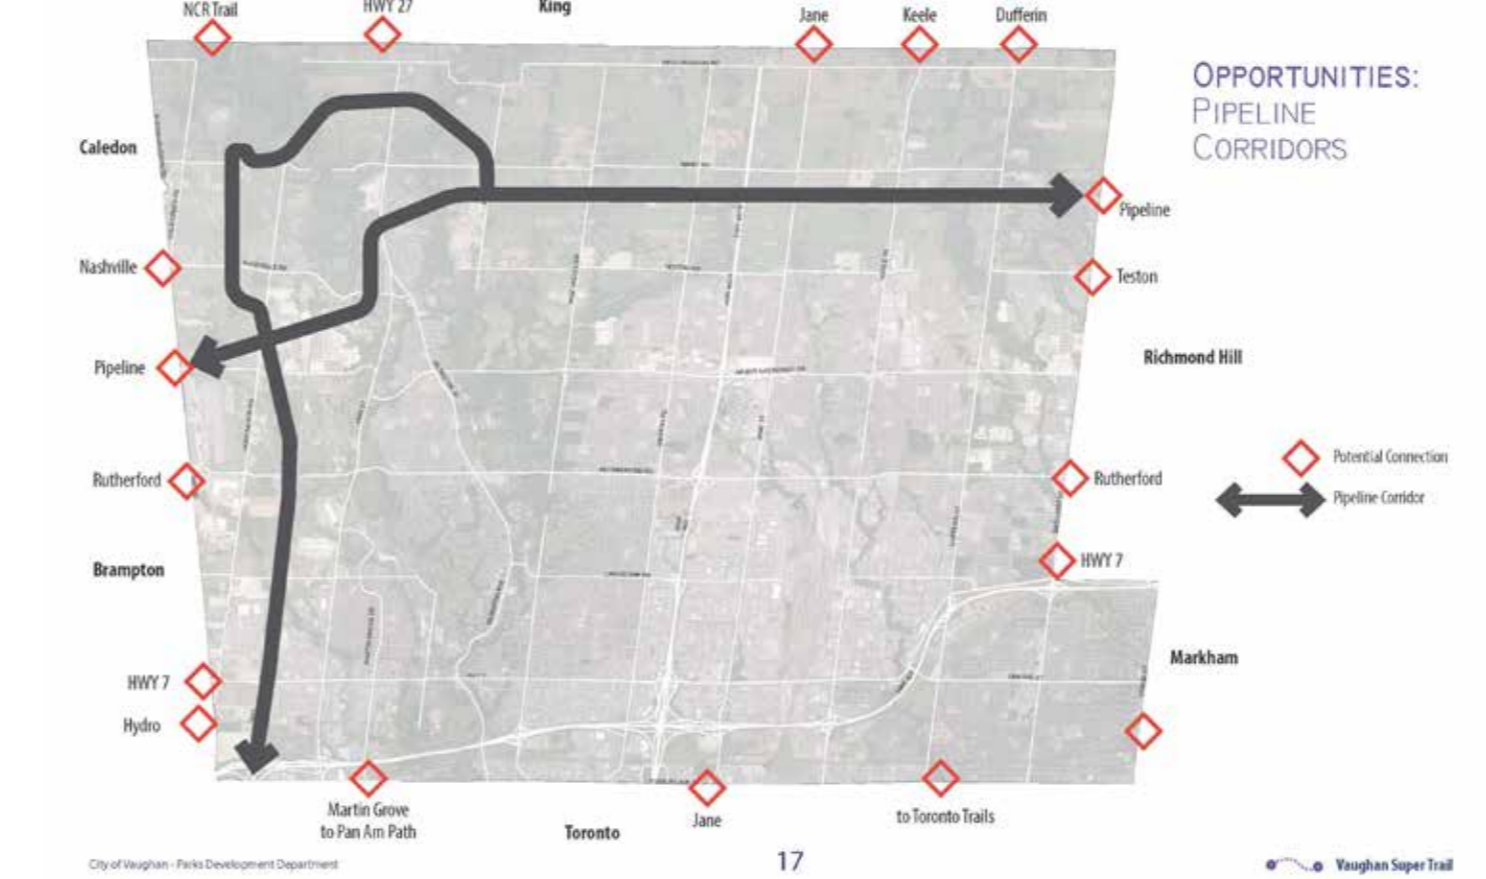 NCR Trail
HWY 27
King
Jane
Keele
Dufferin
OPPORTUNITIES:
PIPELINE
CORRIDORS
Caledon
Pipeline
Nashville
Teston
Richmond Hill
Pipeline
Potential Connection
Rutherford
Rutherford
Pipeline Corridor
Brampton
HWY 7
Markham
HWY 7
Hydro
Martin Grove
to Pan Am Path
Jane
to Toronto Trails
Toronto
City of Vaughan - Parks Development Department
17
Vaughan Super Trail